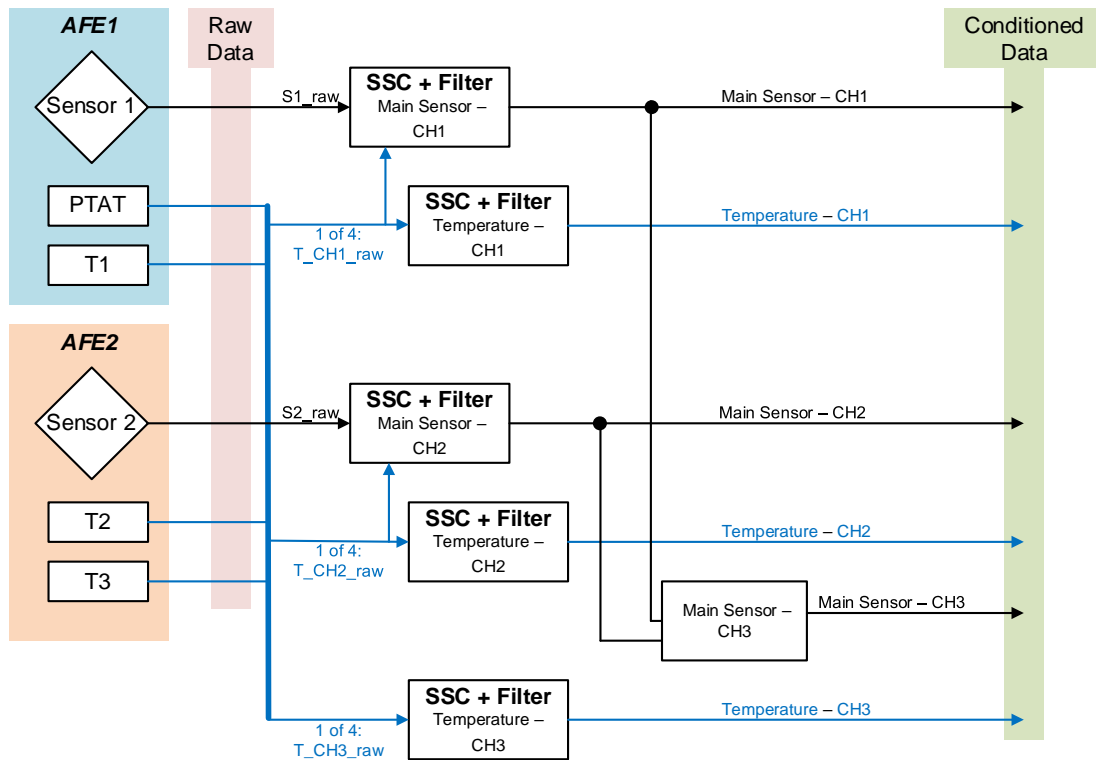 AFE1
Raw
Data
Conditioned
Data
Sensor 1
S1_raw
SSC + Filter
Main Sensor –
CH1
Main Sensor – CH1
PTAT
T1
1 of 4:
T_CH1_raw
SSC + Filter
Temperature –
CH1
Temperature – CH1
AFE2
Sensor 2
S2_raw
SSC + Filter
Main Sensor –
CH2
Main Sensor – CH2
T2
T3
1 of 4:
T_CH2_raw
SSC + Filter
Temperature –
CH2
Temperature – CH2
Main Sensor –
CH3
Main Sensor – CH3
1 of 4:
T_CH3_raw
SSC + Filter
Temperature –
CH3
Temperature – CH3